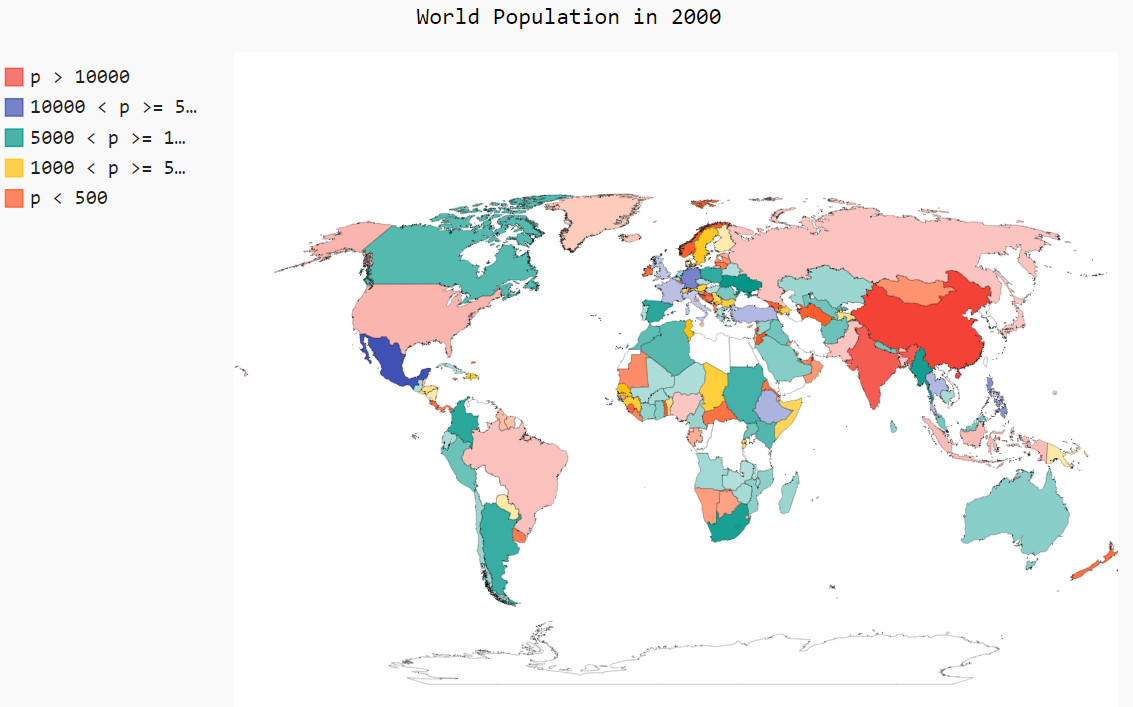 World Population in 2000
p > 10000
10000 < p >= 5…
5000 < p >= 1…
1000 < p >= 5…
p < 500